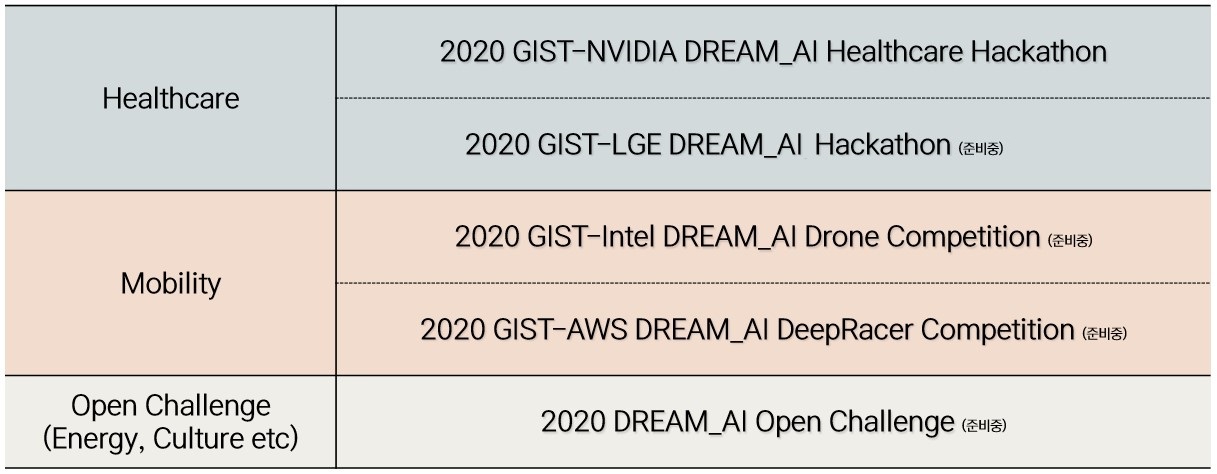 Healthcare
2020 GIST-NVIDIA DREAM_AI Healthcare Hackathon
2020 GIST-LGE DREAM_AI Hackathon (준비중)
Mobility
2020 GIST-Intel DREAM_AI Drone Competition (준비중)
2020 GIST-AWS DREAM_AI DeepRacer Competition (준비중)
Open Challenge
(Energy, Culture etc)
2020 DREAM_AI Open Challenge (준비중)